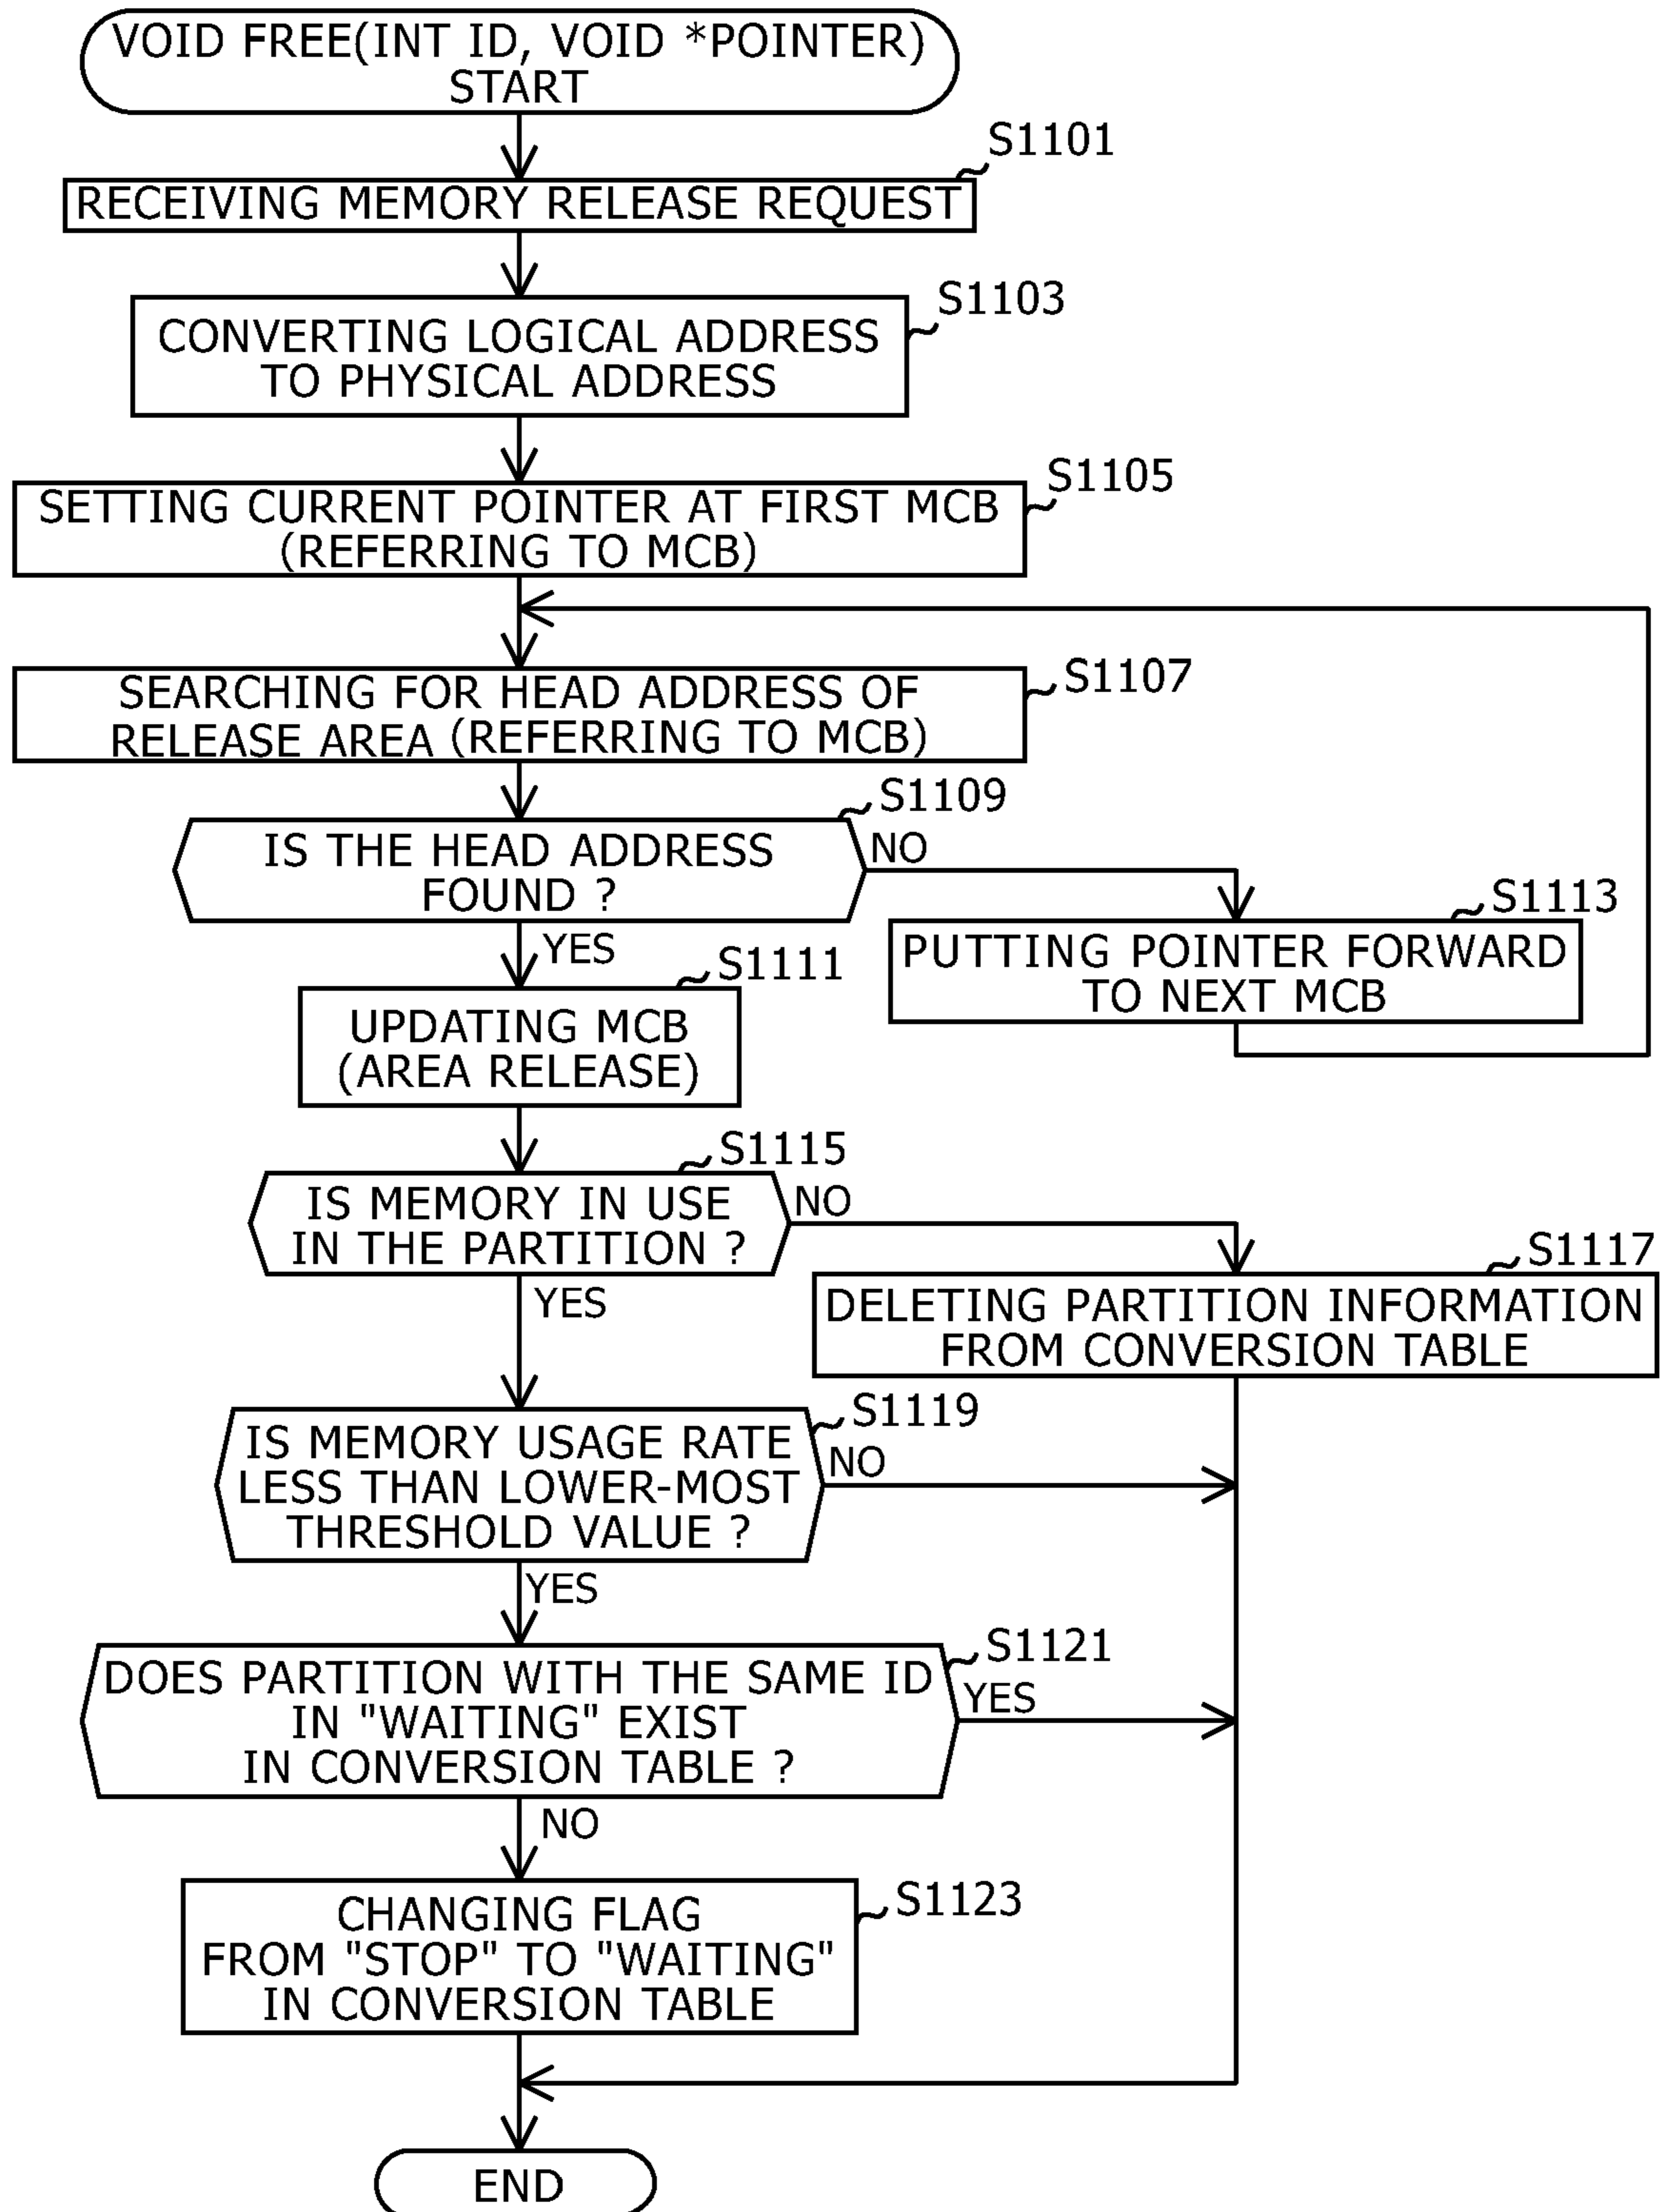 VOID FREE(INT ID, VOID *POINTER)
START
S1101
RECEIVING MEMORY RELEASE REQUEST
S1103
CONVERTING LOGICAL ADDRESS
TO PHYSICAL ADDRESS
S1105
SETTING CURRENT POINTER AT FIRST MCB
(REFERRING TO MCB)
S1107
SEARCHING FOR HEAD ADDRESS OF
RELEASE AREA (REFERRING TO MCB)
S1109
IS THE HEAD ADDRESS
FOUND ?
NO
YES
S1113
PUTTING POINTER FORWARD
TO NEXT MCB
S1111
UPDATING MCB
(AREA RELEASE)
S1115
IS MEMORY IN USE
IN THE PARTITION ?
NO
YES
S1117
DELETING PARTITION INFORMATION
FROM CONVERSION TABLE
S1119
IS MEMORY USAGE RATE
LESS THAN LOWER-MOST
THRESHOLD VALUE ?
NO
YES
S1121
DOES PARTITION WITH THE SAME ID
IN "WAITING" EXIST
IN CONVERSION TABLE ?
YES
NO
S1123
CHANGING FLAG
FROM "STOP" TO "WAITING"
IN CONVERSION TABLE
END